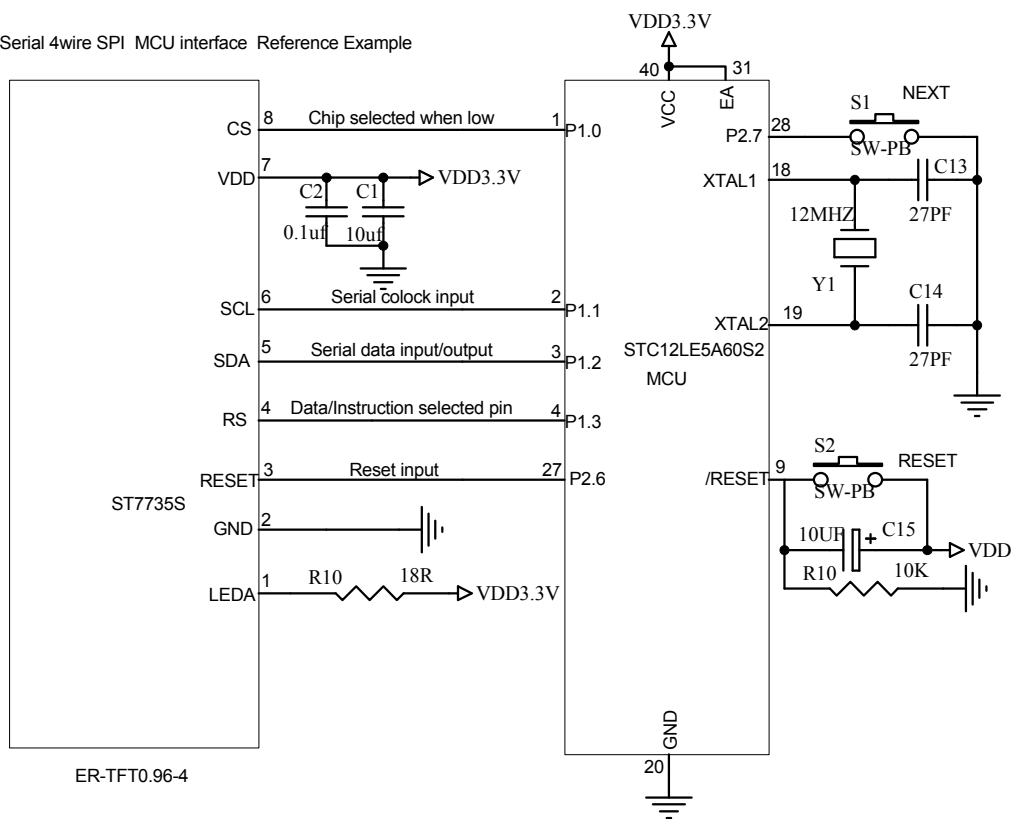 VDD3.3V
Serial 4wire SPI  MCU interface  Reference Example
40
31
VCC
EA
CS
8
Chip selected when low
1
P1.0
P2.7
28
S1
NEXT
SW-PB
VDD
7
VDD3.3V
C2
C1
0.1uf
10uf
XTAL1
18
C13
27PF
12MHZ
Y1
SCL
6
Serial colock input
2
P1.1
XTAL2
19
C14
27PF
SDA
5
Serial data input/output
3
P1.2
STC12LE5A60S2
MCU
RS
4
Data/Instruction selected pin
4
P1.3
RESET
3
Reset input
27
P2.6
/RESET
9
S2
RESET
SW-PB
ST7735S
GND
2
10UF
+
C15
VDD
LEDA
1
R10
18R
VDD3.3V
R10
10K
GND
20
ER-TFT0.96-4